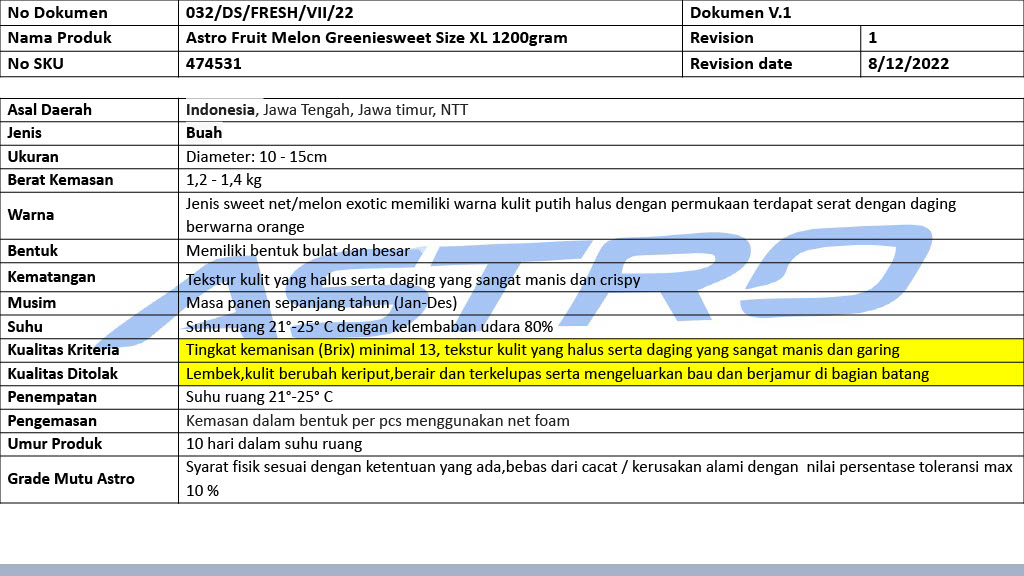 No Dokumen 032/DS/FRESH/VII/22 Dokumen V.1
Nama Produk Astro Fruit Melon Greeniesweet Size XL 1200gram Revision 1
No SKU 474531 Revision date 8/12/2022
Asal Daerah Indonesia, Jawa Tengah, Jawa timur, NTT
Jenis Buah
Ukuran Diameter: 10 - 15cm
Berat Kemasan 1,2 - 1,4 kg
Warna Jenis sweet net/melon exotic memiliki warna kulit putih halus dengan permukaan terdapat serat dengan daging
berwarna orange
Bentuk Memiliki bentuk bulat dan besar
Kematangan Tekstur kulit yang halus serta daging yang sangat manis dan crispy
Musim Masa panen sepanjang tahun (Jan-Des)
Suhu Suhu ruang 21°-25° C dengan kelembaban udara 80%
Kualitas Kriteria Tingkat kemanisan (Brix) minimal 13, tekstur kulit yang halus serta daging yang sangat manis dan garing
Kualitas Ditolak Lembek,kulit berubah keriput,berair dan terkelupas serta mengeluarkan bau dan berjamur di bagian batang
Penempatan Suhu ruang 21°-25° C
Pengemasan Kemasan dalam bentuk per pcs menggunakan net foam
Umur Produk 10 hari dalam suhu ruang
Grade Mutu Astro Syarat fisik sesuai dengan ketentuan yang ada,bebas dari cacat / kerusakan alami dengan  nilai persentase toleransi max
10 %
ASTRO